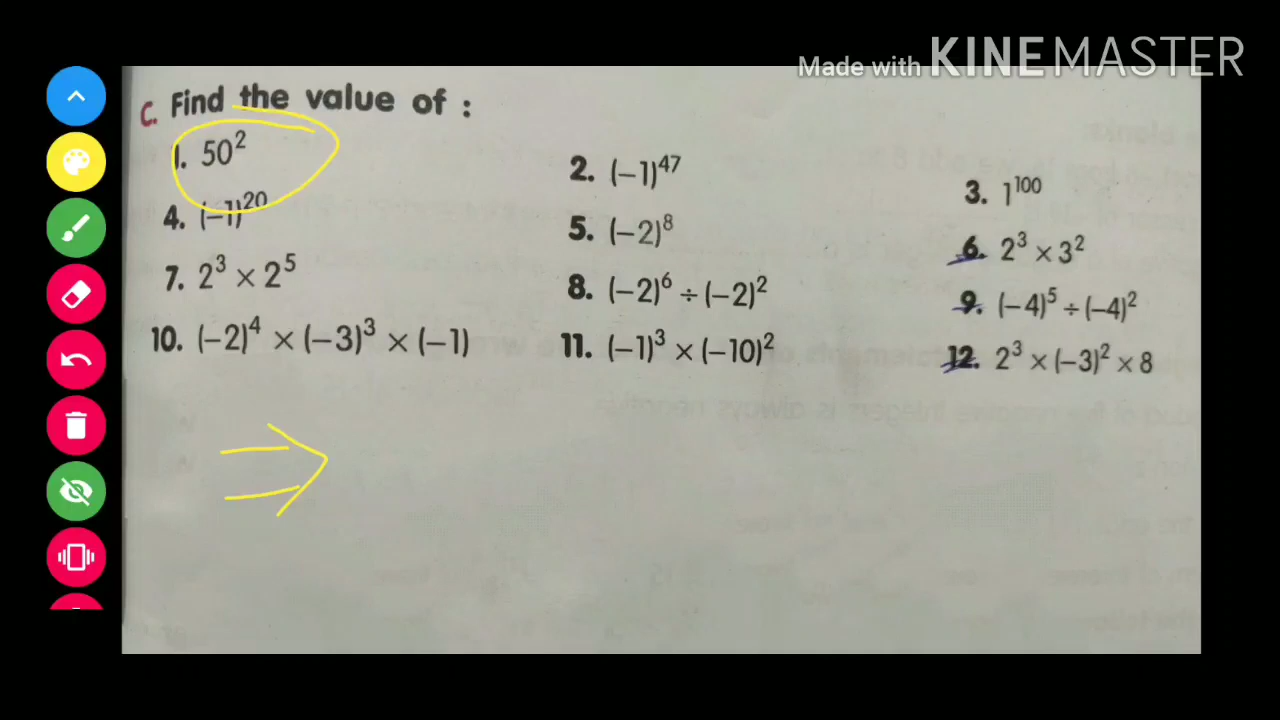 Made with KINEMASTER
C. Find the value of :
1. 50²
2. (−1)⁴⁷
3. 1¹⁰⁰
4. (−1)²⁰
5. (−2)⁸
6. 2³ × 3²
7. 2³ × 2⁵
8. (−2)⁶ ÷ (−2)²
9. (−4)⁵ ÷ (−4)²
10. (−2)⁴ × (−3)³ × (−1)
11. (−1)³ × (−10)²
12. 2³ × (−3)² × 8